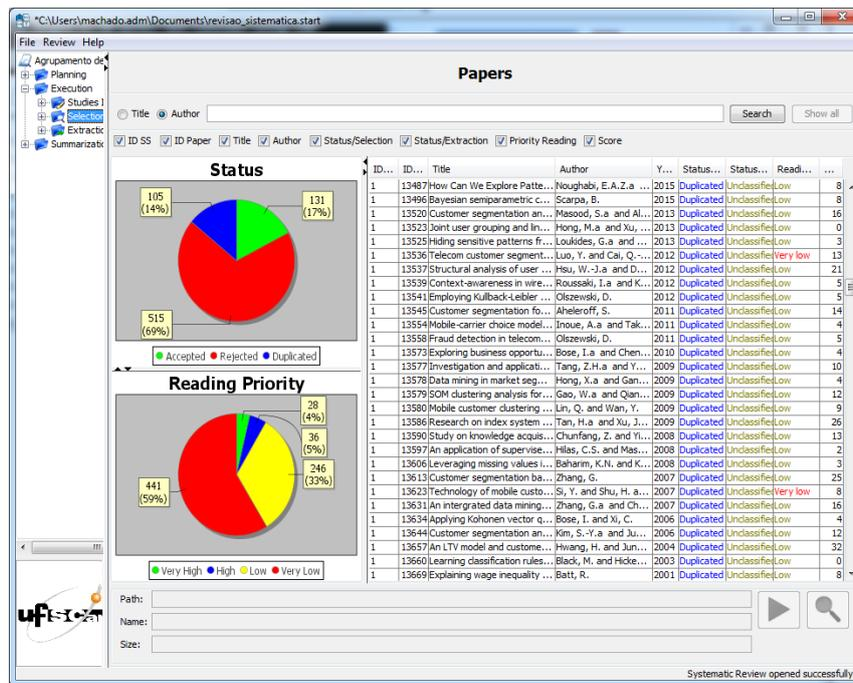 *C:\Users\machado.adm\Documents\revisao_sistematica.start
File Review Help
Agrupamento de
Planning
Execution
Studies I
Selection
Extractic
Summarizatic
Papers
Title Author Search Show all
ID SS ID Paper Title Author Status/Selection Status/Extraction Priority Reading Score
Status
105
(14%)
131
(17%)
515
(69%)
Accepted Rejected Duplicated
Reading Priority
28
(4%)
36
(5%)
246
(33%)
441
(59%)
Very High High Low Very Low
ID... ID... Title Author Y... Status... Status... Readi... ...
1 13487 How Can We Explore Patte... Noughabi, E.A.Z.a ... 2015 Duplicated Unclassified Low 8
1 13496 Bayesian semiparametric c... Scarpa, B. 2015 Duplicated Unclassified Low 8
1 13520 Customer segmentation an... Masood, S.a and Al... 2013 Duplicated Unclassified Low 16
1 13523 Joint user grouping and lin... Hong, M.a and Xu, ... 2013 Duplicated Unclassified Low 0
1 13525 Hiding sensitive patterns fr... Loukides, G.a and ... 2013 Duplicated Unclassified Low 3
1 13536 Telecom customer segment... Luo, Y. and Cai, Q.-... 2012 Duplicated Unclassified Very low 13
1 13537 Structural analysis of user ... Hsu, W.-J.a and D... 2012 Duplicated Unclassified Low 21
1 13539 Context-awareness in wire... Roussaki, I.a and K... 2012 Duplicated Unclassified Low 5
1 13541 Employing Kullback-Leibler ... Olszewski, D. 2012 Duplicated Unclassified Low 5
1 13545 Customer segmentation fo... Aheleroff, S. 2011 Duplicated Unclassified Low 14
1 13554 Mobile-carrier choice model... Inoue, A.a and Tak... 2011 Duplicated Unclassified Low 4
1 13558 Fraud detection in telecom... Olszewski, D. 2011 Duplicated Unclassified Low 5
1 13573 Exploring business opportu... Bose, I.a and Chen... 2010 Duplicated Unclassified Low 4
1 13577 Investigation and applicati... Tang, Z.H.a and Y... 2009 Duplicated Unclassified Low 10
1 13578 Data mining in market seg... Hong, X.a and Gan... 2009 Duplicated Unclassified Low 4
1 13579 SOM clustering analysis for... Gao, W.a and Qian... 2009 Duplicated Unclassified Low 12
1 13580 Mobile customer clustering ... Lin, Q. and Wan, Y. 2009 Duplicated Unclassified Low 9
1 13586 Research on index system ... Tan, H.a and Xu, J... 2009 Duplicated Unclassified Low 26
1 13590 Study on knowledge acquis... Chunfang, Z. and Yi... 2008 Duplicated Unclassified Low 13
1 13597 An application of supervise... Hilas, C.S. and Mas... 2008 Duplicated Unclassified Low 2
1 13606 Leveraging missing values i... Baharim, K.N. and K... 2008 Duplicated Unclassified Low 3
1 13613 Customer segmentation ba... Zhang, G. 2007 Duplicated Unclassified Low 25
1 13623 Technology of mobile custo... Si, Y. and Shu, H. a... 2007 Duplicated Unclassified Very low 8
1 13631 An intergrated data mining... Zhang, G.a and Ch... 2007 Duplicated Unclassified Low 16
1 13634 Applying Kohonen vector q... Bose, I. and Xi, C. 2006 Duplicated Unclassified Low 4
1 13644 Customer segmentation an... Kim, S.-Y.a and Ju... 2006 Duplicated Unclassified Low 12
1 13657 An LTV model and custome... Hwang, H. and Jun... 2004 Duplicated Unclassified Low 32
1 13660 Learning classification rules... Black, M. and Hicke... 2003 Duplicated Unclassified Low 0
1 13669 Explaining wage inequality ... Batt, R. 2001 Duplicated Unclassified Low 8
ufscar
Path:
Name:
Size:
Systematic Review opened successfully